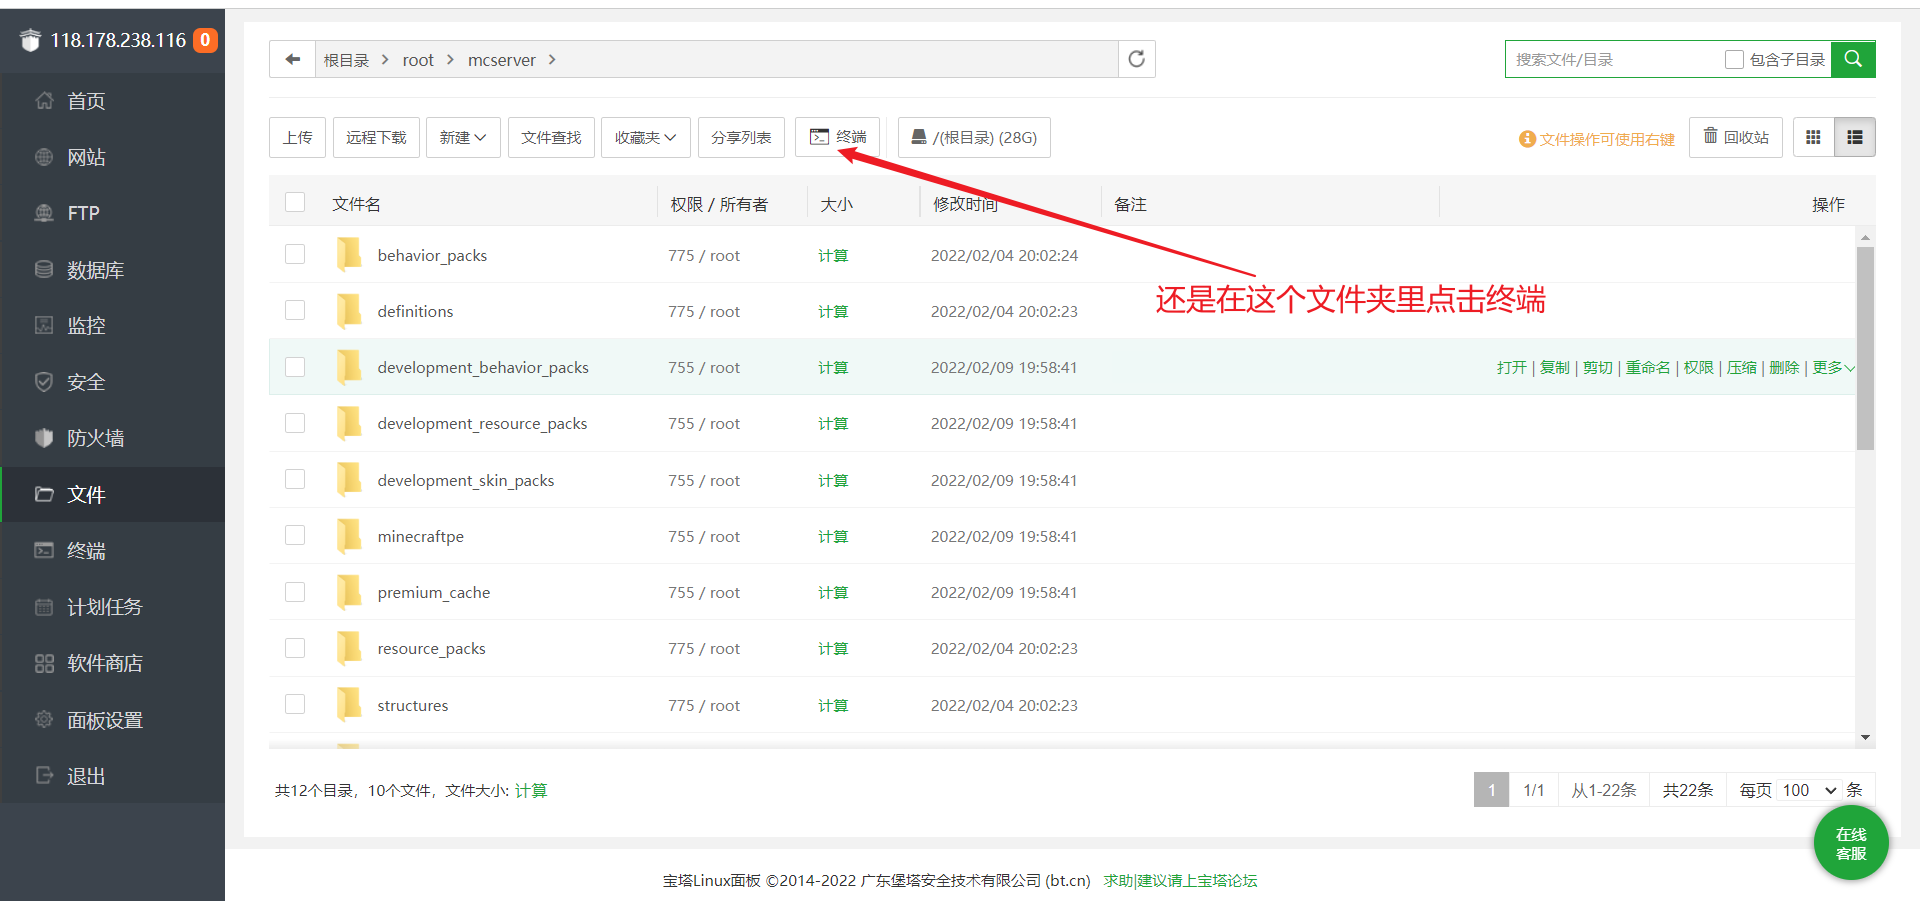 118.178.238.116 0
首页
网站
FTP
数据库
监控
安全
防火墙
文件
终端
计划任务
软件商店
面板设置
退出
根目录 > root > mcserver >
搜索文件/目录 包含子目录
上传 远程下载 新建 文件查找 收藏夹 分享列表 终端 /(根目录) (28G) 文件操作可使用右键 回收站
文件名 权限 / 所有者 大小 修改时间 备注 操作
behavior_packs 775 / root 计算 2022/02/04 20:02:24
还是在这个文件夹里点击终端
definitions 775 / root 计算 2022/02/04 20:02:23
development_behavior_packs 755 / root 计算 2022/02/09 19:58:41 打开 | 复制 | 剪切 | 重命名 | 权限 | 压缩 | 删除 | 更多
development_resource_packs 755 / root 计算 2022/02/09 19:58:41
development_skin_packs 755 / root 计算 2022/02/09 19:58:41
minecraftpe 755 / root 计算 2022/02/09 19:58:41
premium_cache 755 / root 计算 2022/02/09 19:58:41
resource_packs 775 / root 计算 2022/02/04 20:02:23
structures 775 / root 计算 2022/02/04 20:02:23
共12个目录，10个文件，文件大小: 计算
1 1/1 从1-22条 共22条 每页 100 条
在线
客服
宝塔Linux面板 ©2014-2022 广东堡塔安全技术有限公司 (bt.cn) 求助|建议请上宝塔论坛